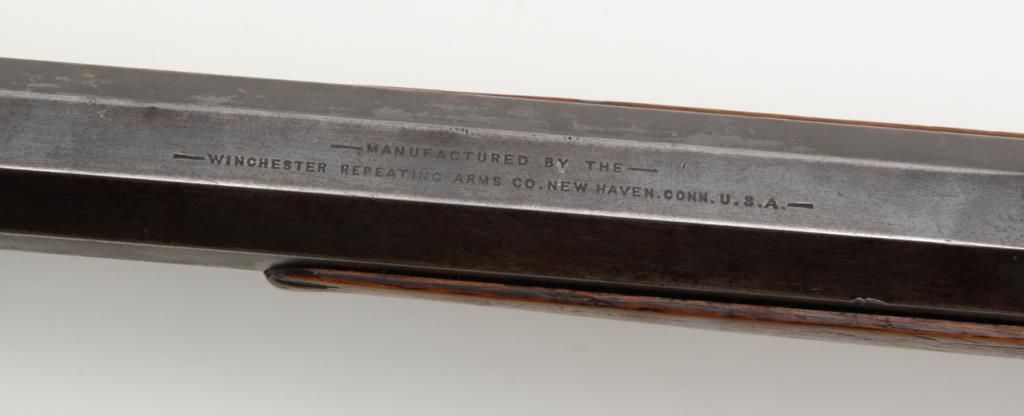 —MANUFACTURED BY THE—
—WINCHESTER REPEATING ARMS CO. NEW HAVEN. CONN. U.S.A.—